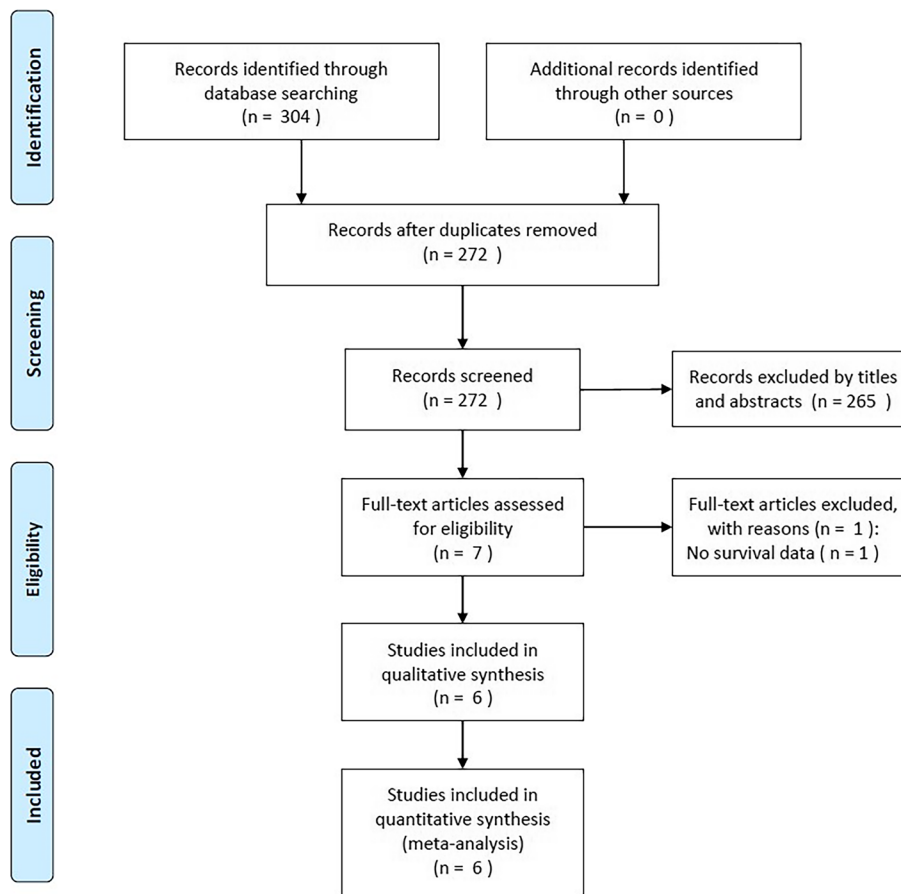 Identification
Records identified through
database searching
(n = 304 )
Additional records identified
through other sources
(n = 0 )
Records after duplicates removed
(n = 272 )
Screening
Records screened
(n = 272 )
Records excluded by titles
and abstracts (n = 265 )
Eligibility
Full-text articles assessed
for eligibility
(n = 7 )
Full-text articles excluded,
with reasons (n = 1 ):
No survival data ( n = 1 )
Studies included in
qualitative synthesis
(n = 6 )
Included
Studies included in
quantitative synthesis
(meta-analysis)
(n = 6 )